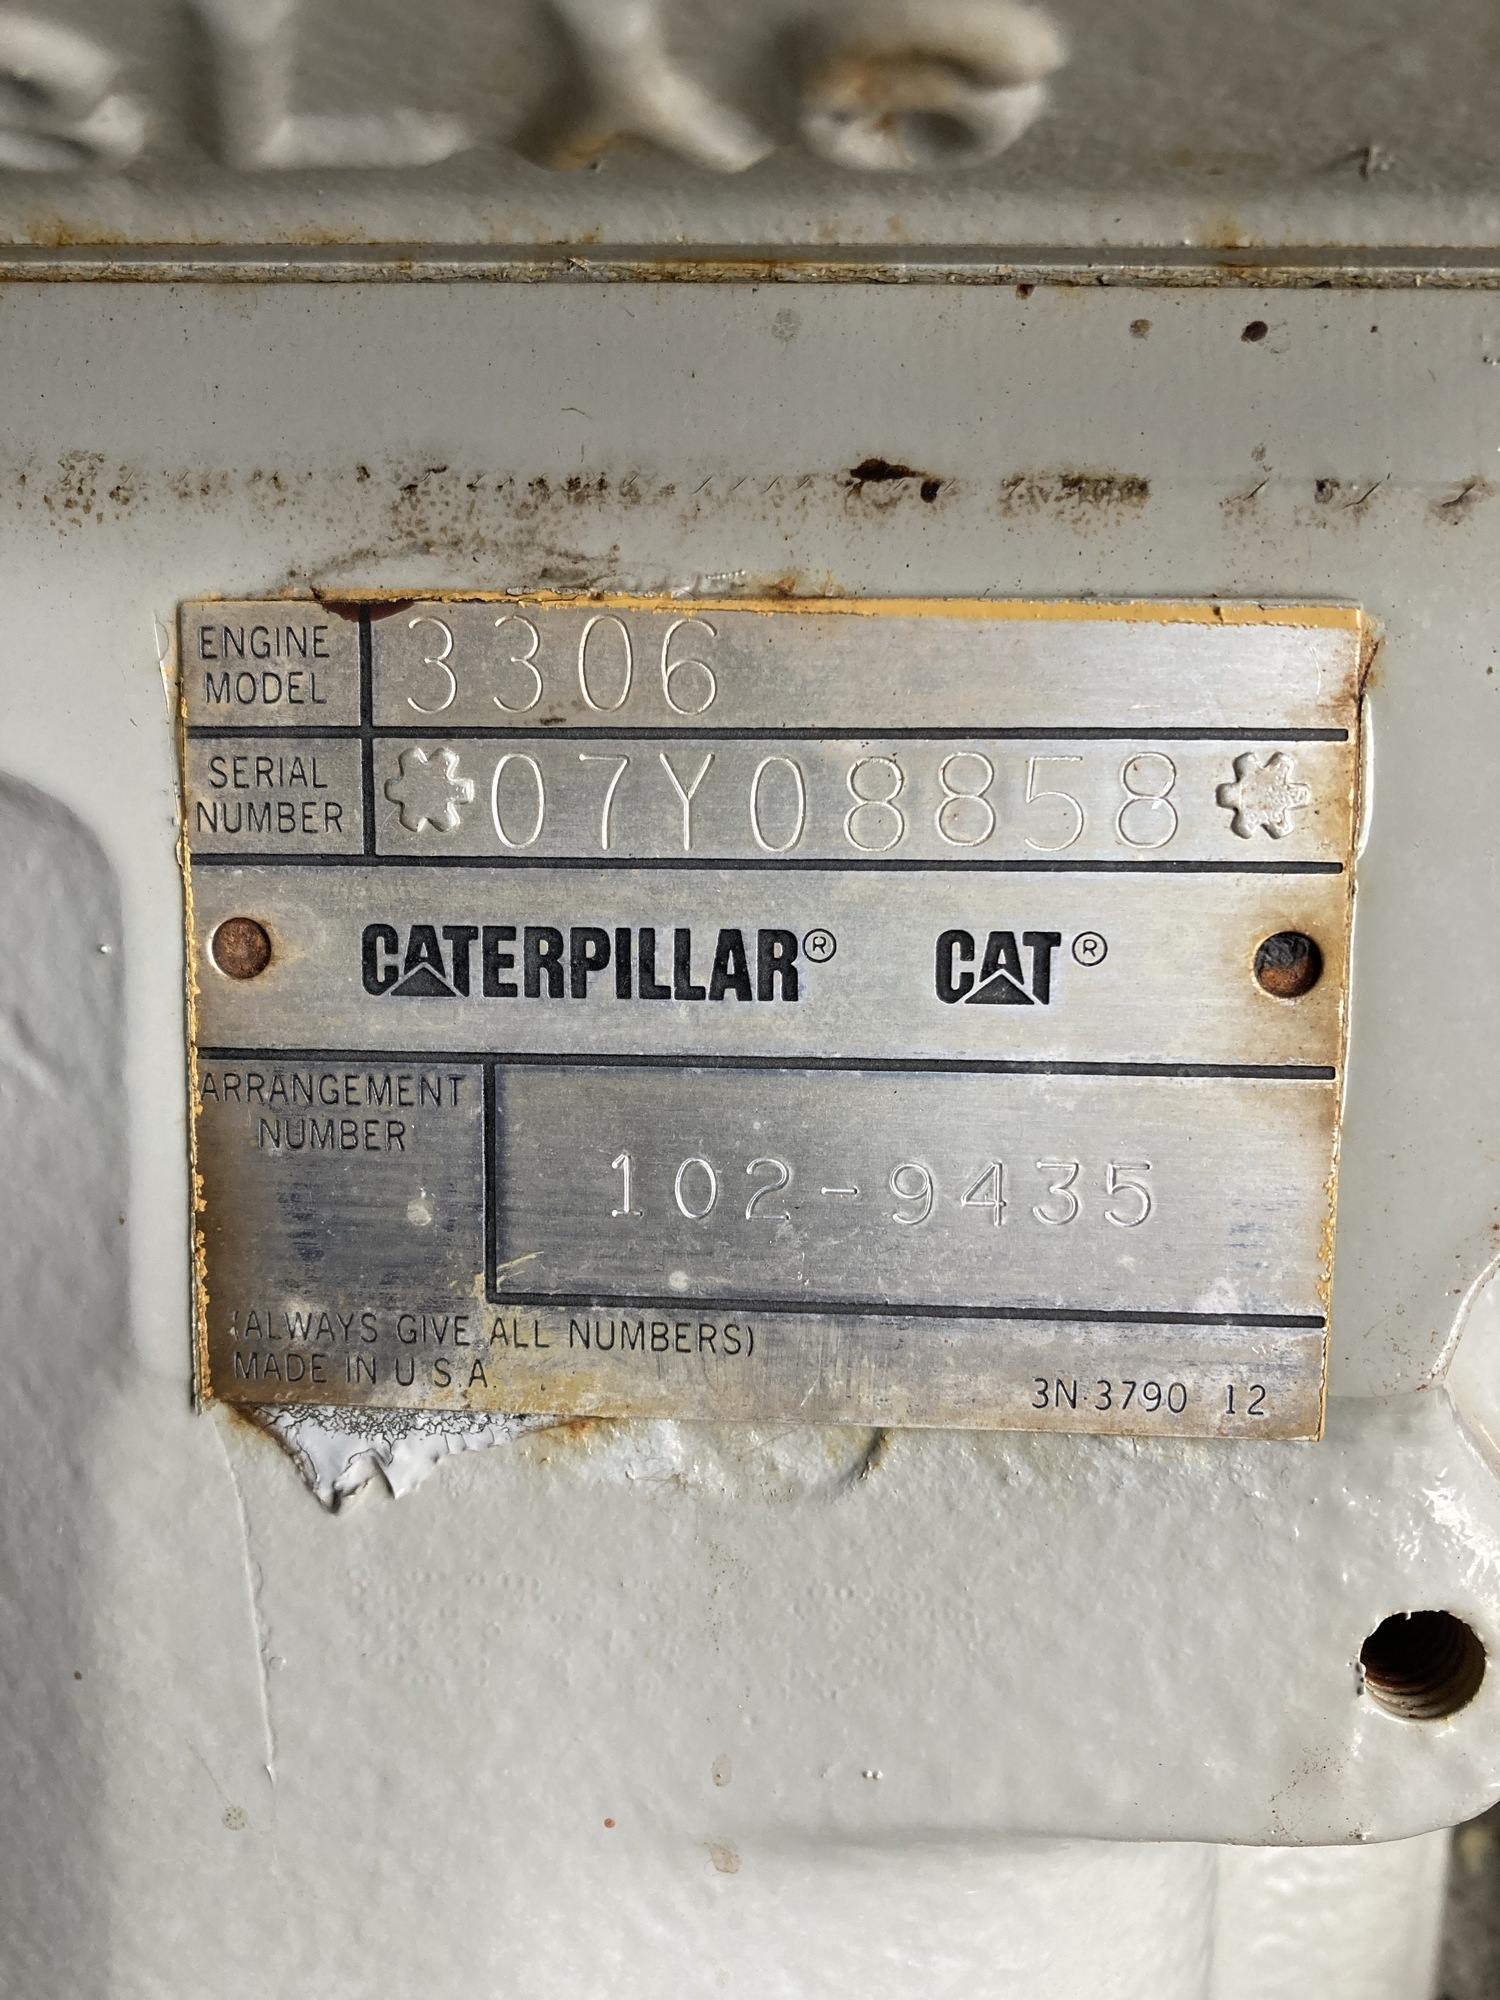 ENGINE MODEL 3306
SERIAL NUMBER 07Y08858
CATERPILLAR® CAT®
ARRANGEMENT NUMBER
102-9435
(ALWAYS GIVE ALL NUMBERS)
MADE IN U.S.A.
3N-3790 12